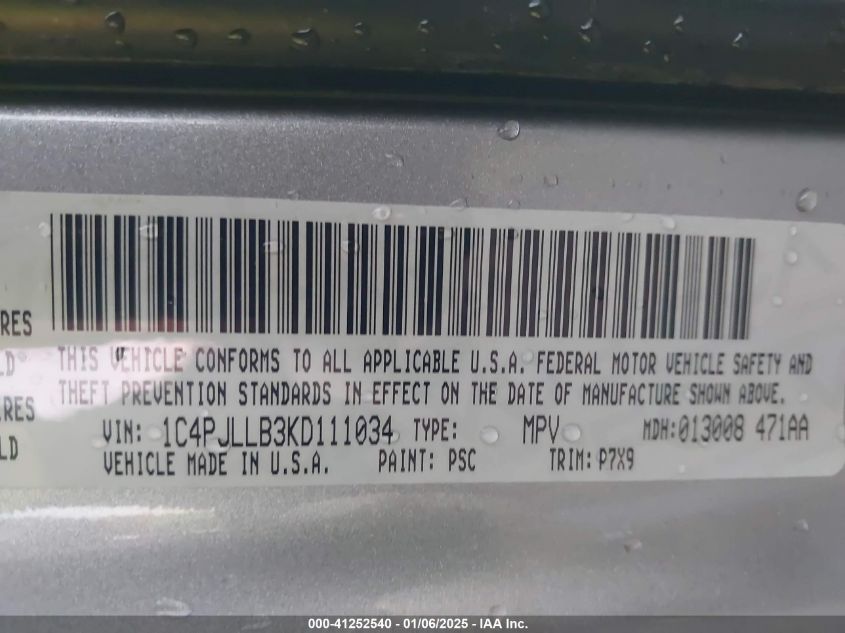 RES
LD®
RES
LD
THIS VEHICLE CONFORMS TO ALL APPLICABLE U.S.A. FEDERAL MOTOR VEHICLE SAFETY AND
THEFT PREVENTION STANDARDS IN EFFECT ON THE DATE OF MANUFACTURE SHOWN ABOVE.
VIN: 1C4PJLLB3KD111034 TYPE: MPV MDH:013008 471AA
VEHICLE MADE IN U.S.A. PAINT: PSC TRIM: P7X9
000-41252540 - 01/06/2025 - IAA Inc.